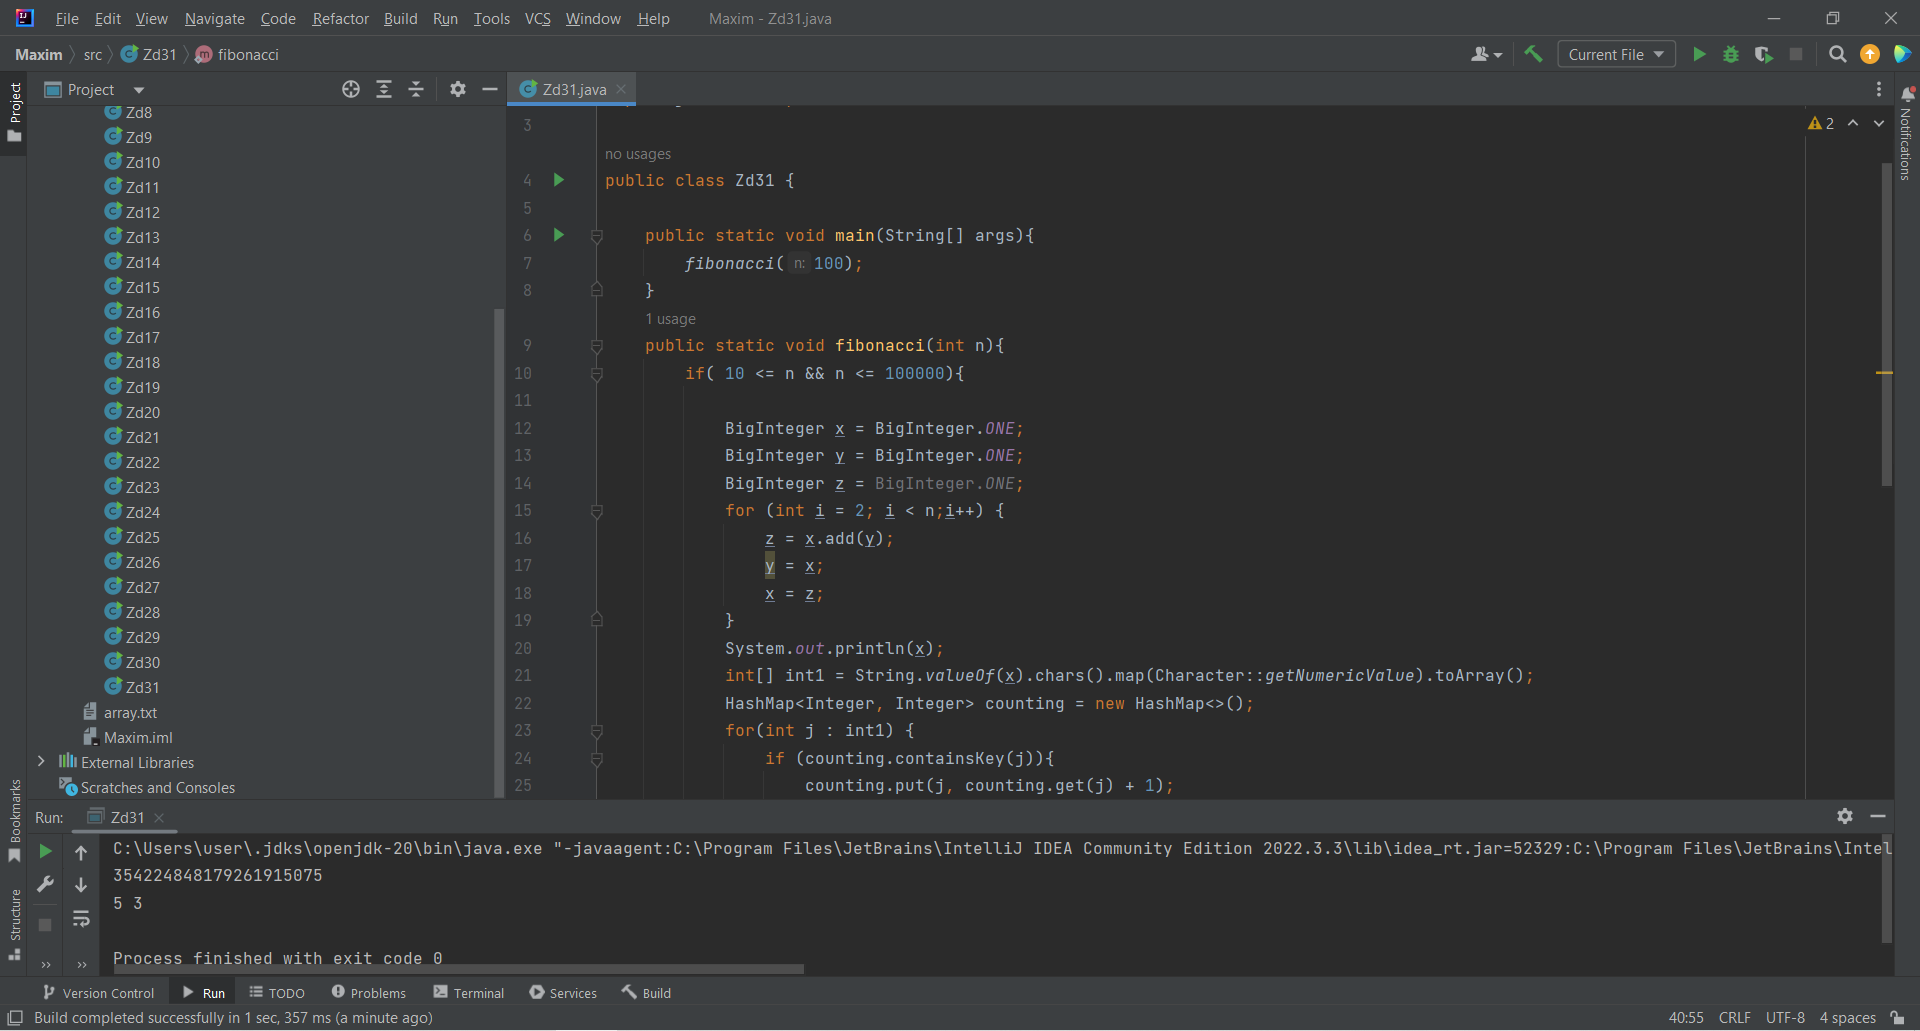 File Edit View Navigate Code Refactor Build Run Tools VCS Window Help Maxim - Zd31.java
Maxim src Zd31 m fibonacci Current File
Project
Project
Zd8
Zd9
Zd10
Zd11
Zd12
Zd13
Zd14
Zd15
Zd16
Zd17
Zd18
Zd19
Zd20
Zd21
Zd22
Zd23
Zd24
Zd25
Zd26
Zd27
Zd28
Zd29
Zd30
Zd31
array.txt
Maxim.iml
External Libraries
Scratches and Consoles
Bookmarks
Structure
Zd31.java
2
Notifications
3
no usages
4 public class Zd31 {
5
6 public static void main(String[] args){
7 fibonacci( n: 100);
8 }
1 usage
9 public static void fibonacci(int n){
10 if( 10 <= n && n <= 100000){
11
12 BigInteger x = BigInteger.ONE;
13 BigInteger y = BigInteger.ONE;
14 BigInteger z = BigInteger.ONE;
15 for (int i = 2; i < n;i++) {
16 z = x.add(y);
17 y = x;
18 x = z;
19 }
20 System.out.println(x);
21 int[] int1 = String.valueOf(x).chars().map(Character::getNumericValue).toArray();
22 HashMap<Integer, Integer> counting = new HashMap<>();
23 for(int j : int1) {
24 if (counting.containsKey(j)){
25 counting.put(j, counting.get(j) + 1);
Run: Zd31
C:\Users\user\.jdks\openjdk-20\bin\java.exe "-javaagent:C:\Program Files\JetBrains\IntelliJ IDEA Community Edition 2022.3.3\lib\idea_rt.jar=52329:C:\Program Files\JetBrains\Intel
354224848179261915075
5 3
Process finished with exit code 0
Version Control Run TODO Problems Terminal Services Build
Build completed successfully in 1 sec, 357 ms (a minute ago) 40:55 CRLF UTF-8 4 spaces